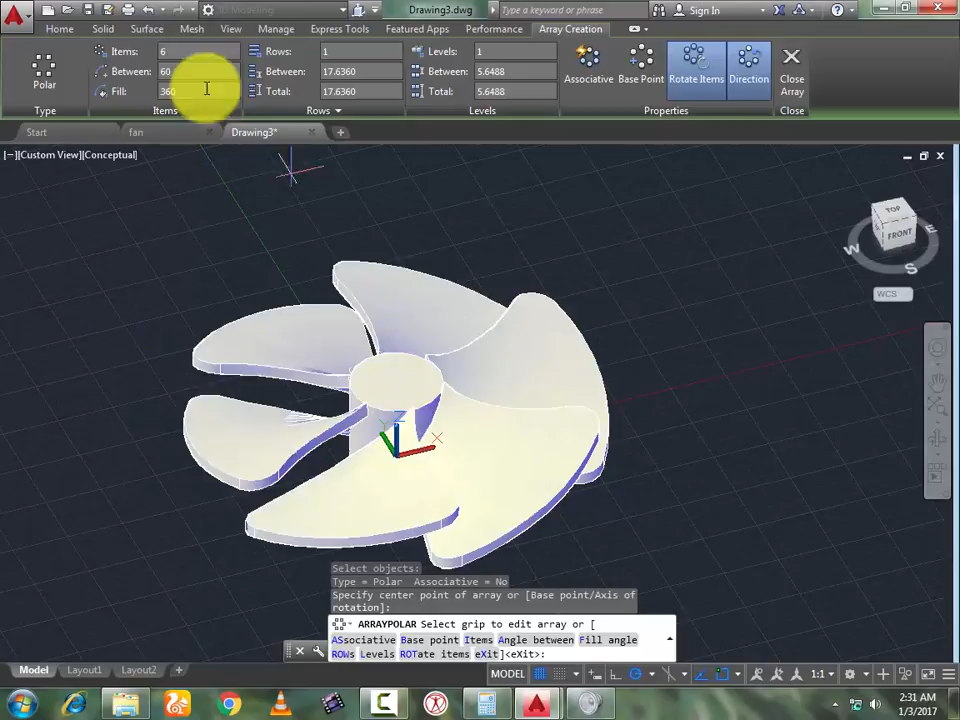 3D Modeling
Drawing3.dwg
Type a keyword or phrase
Sign In
Home Solid Surface Mesh View Manage Express Tools Featured Apps Performance Array Creation
Polar
Type
Items: 6
Between: 60
Fill: 360
Items
Rows: 1
Between: 17.6360
Total: 17.6360
Rows
Levels: 1
Between: 5.6488
Total: 5.6488
Levels
Associative Base Point Rotate Items Direction
Properties
Close
Array
Close
Start fan Drawing3*
[−][Custom View][Conceptual]
TOP
FRONT
W
S
E
WCS
Z
Y
X
Select objects:
Type = Polar Associative = No
Specify center point of array or [Base point/Axis of
rotation]:
ARRAYPOLAR Select grip to edit array or [
ASsociative Base point Items Angle between Fill angle
ROWs Levels ROTate items eXit]<eXit>:
Model Layout1 Layout2
MODEL
1:1
2:31 AM
1/3/2017